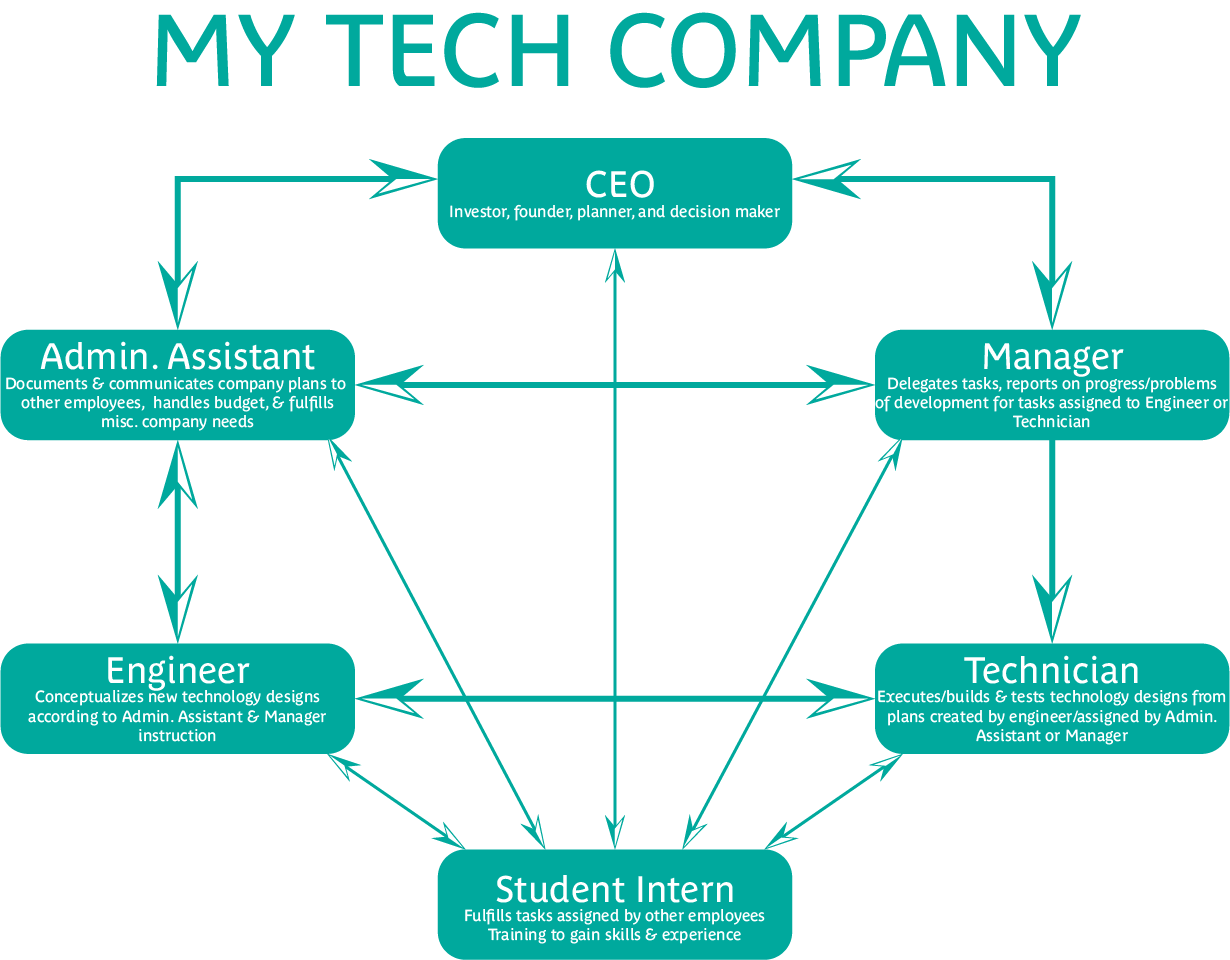 MY TECH COMPANY
CEO
Investor, founder, planner, and decision maker
Admin. Assistant
Documents & communicates company plans to
other employees, handles budget, & fulfills
misc. company needs
Manager
Delegates tasks, reports on progress/problems
of development for tasks assigned to Engineer or
Technician
Engineer
Conceptualizes new technology designs
according to Admin. Assistant & Manager
instruction
Technician
Executes/builds & tests technology designs from
plans created by engineer/assigned by Admin.
Assistant or Manager
Student Intern
Fulfills tasks assigned by other employees
Training to gain skills & experience